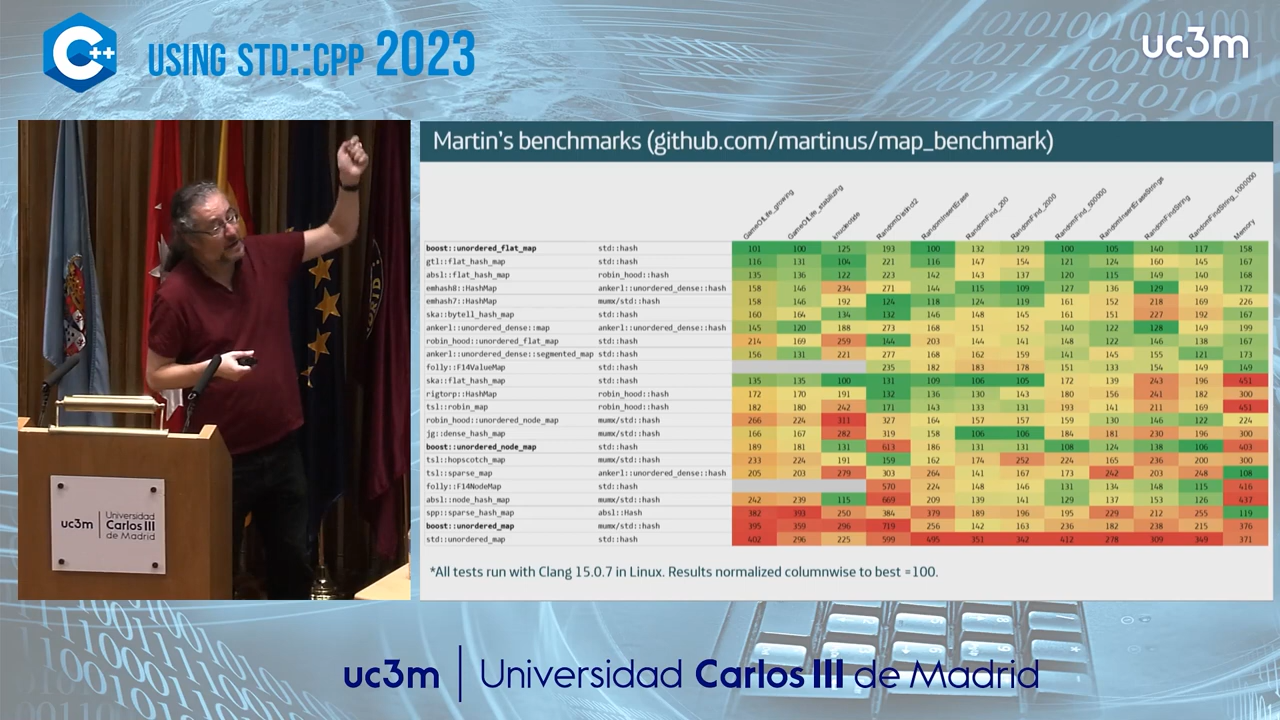 C++ USING STD::CPP 2023
uc3m
Martin's benchmarks (github.com/martinus/map_benchmark)
GameOfLife_growing GameOfLife_stabilizing knucleotide RandomDistinct2 RandomInsertErase RandomFind_200 RandomFind_2000 RandomFind_500000 RandomInsertEraseStrings RandomFindString RandomFindString_1000000 Memory
boost::unordered_flat_map std::hash 101 100 125 193 100 132 129 100 105 140 117 158
gtl::flat_hash_map std::hash 116 131 104 221 116 147 154 121 124 160 145 167
absl::flat_hash_map robin_hood::hash 135 136 122 223 142 143 137 120 115 149 140 168
emhash8::HashMap ankerl::unordered_dense::hash 158 146 234 271 144 115 109 127 136 129 149 172
emhash7::HashMap mumx/std::hash 158 146 192 124 118 124 119 161 152 218 169 226
ska::bytell_hash_map std::hash 160 164 134 132 146 148 145 161 151 227 192 167
ankerl::unordered_dense::map ankerl::unordered_dense::hash 145 120 188 273 168 151 152 140 122 128 149 199
robin_hood::unordered_flat_map std::hash 214 169 259 144 203 144 141 148 122 146 138 167
ankerl::unordered_dense::segmented_map std::hash 156 131 221 277 168 162 159 141 145 155 121 173
folly::F14ValueMap std::hash 235 182 183 178 151 133 154 149 149
ska::flat_hash_map std::hash 135 135 100 131 109 106 105 172 139 243 196 451
rigtorp::HashMap robin_hood::hash 172 170 191 132 136 130 143 180 156 241 182 300
tsl::robin_map robin_hood::hash 182 180 242 171 143 133 131 193 141 211 169 451
robin_hood::unordered_node_map mumx/std::hash 266 224 311 327 164 157 157 159 130 146 122 224
jg::dense_hash_map mumx/std::hash 166 167 282 319 158 106 106 184 181 230 196 300
boost::unordered_node_map std::hash 189 181 131 613 186 131 131 108 124 138 106 403
tsl::hopscotch_map mumx/std::hash 233 224 191 159 162 174 252 224 165 236 200 300
tsl::sparse_map ankerl::unordered_dense::hash 205 203 279 303 264 141 167 173 242 203 248 108
folly::F14NodeMap std::hash 570 224 148 146 131 134 148 115 416
absl::node_hash_map mumx/std::hash 242 239 115 669 209 139 141 129 137 153 126 437
spp::sparse_hash_map absl::Hash 382 393 250 384 379 189 196 195 229 212 255 119
boost::unordered_map mumx/std::hash 395 359 296 719 256 142 163 236 182 238 215 376
std::unordered_map std::hash 402 296 225 599 495 351 342 412 278 309 349 371
*All tests run with Clang 15.0.7 in Linux. Results normalized columnwise to best =100.
uc3m Universidad
Carlos III
de Madrid
uc3m Universidad Carlos III de Madrid